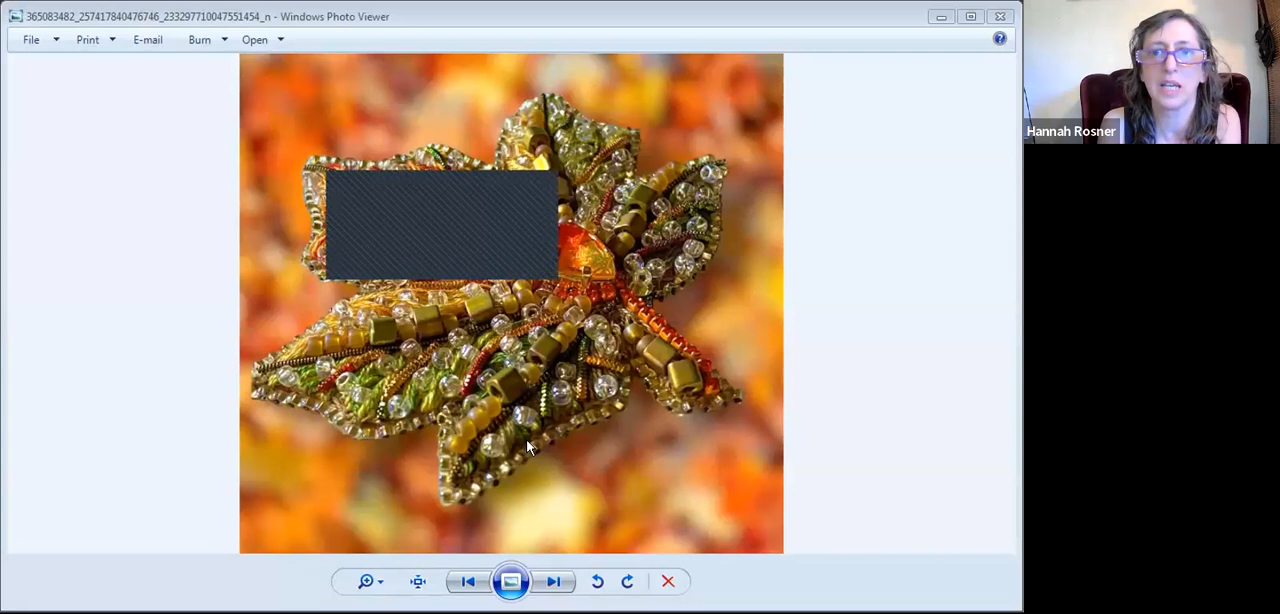 365083482_257417840476746_233297710047551454_n - Windows Photo Viewer
File Print E-mail Burn Open
Hannah Rosner